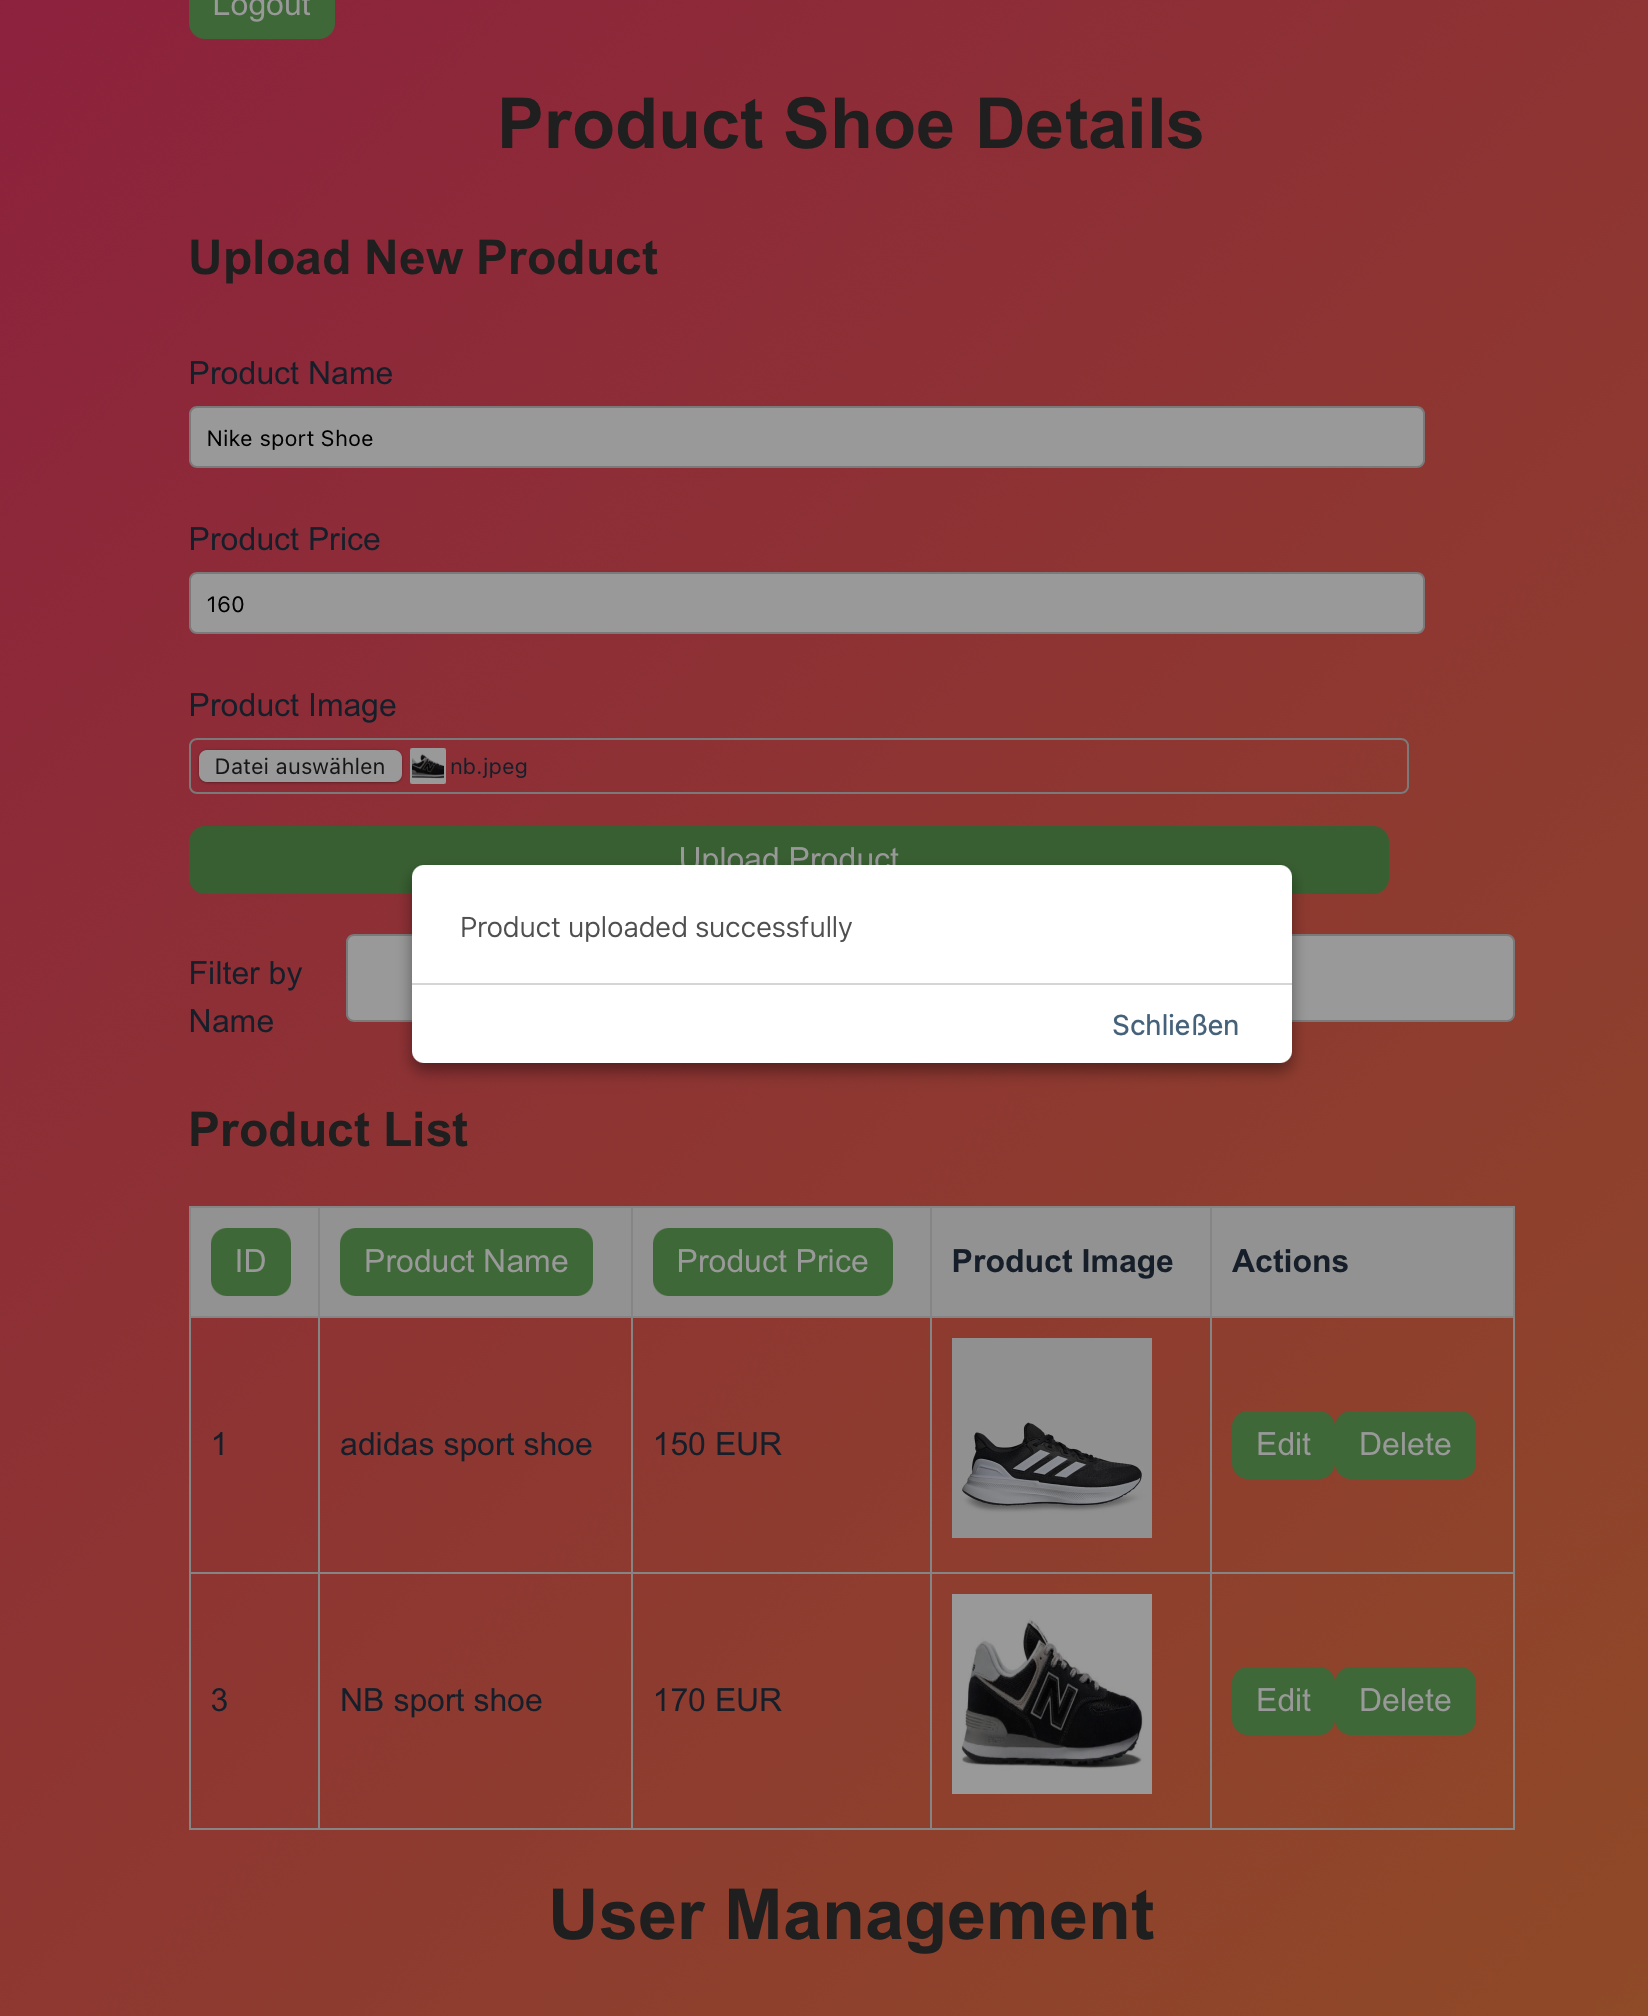 Logout
Product Shoe Details
Upload New Product
Product Name
Nike sport Shoe
Product Price
160
Product Image
Datei auswählen nb.jpeg
Upload Product
Product uploaded successfully
Schließen
Filter by
Name
Product List
ID Product Name Product Price Product Image Actions
1 adidas sport shoe 150 EUR Edit Delete
3 NB sport shoe 170 EUR Edit Delete
N
User Management